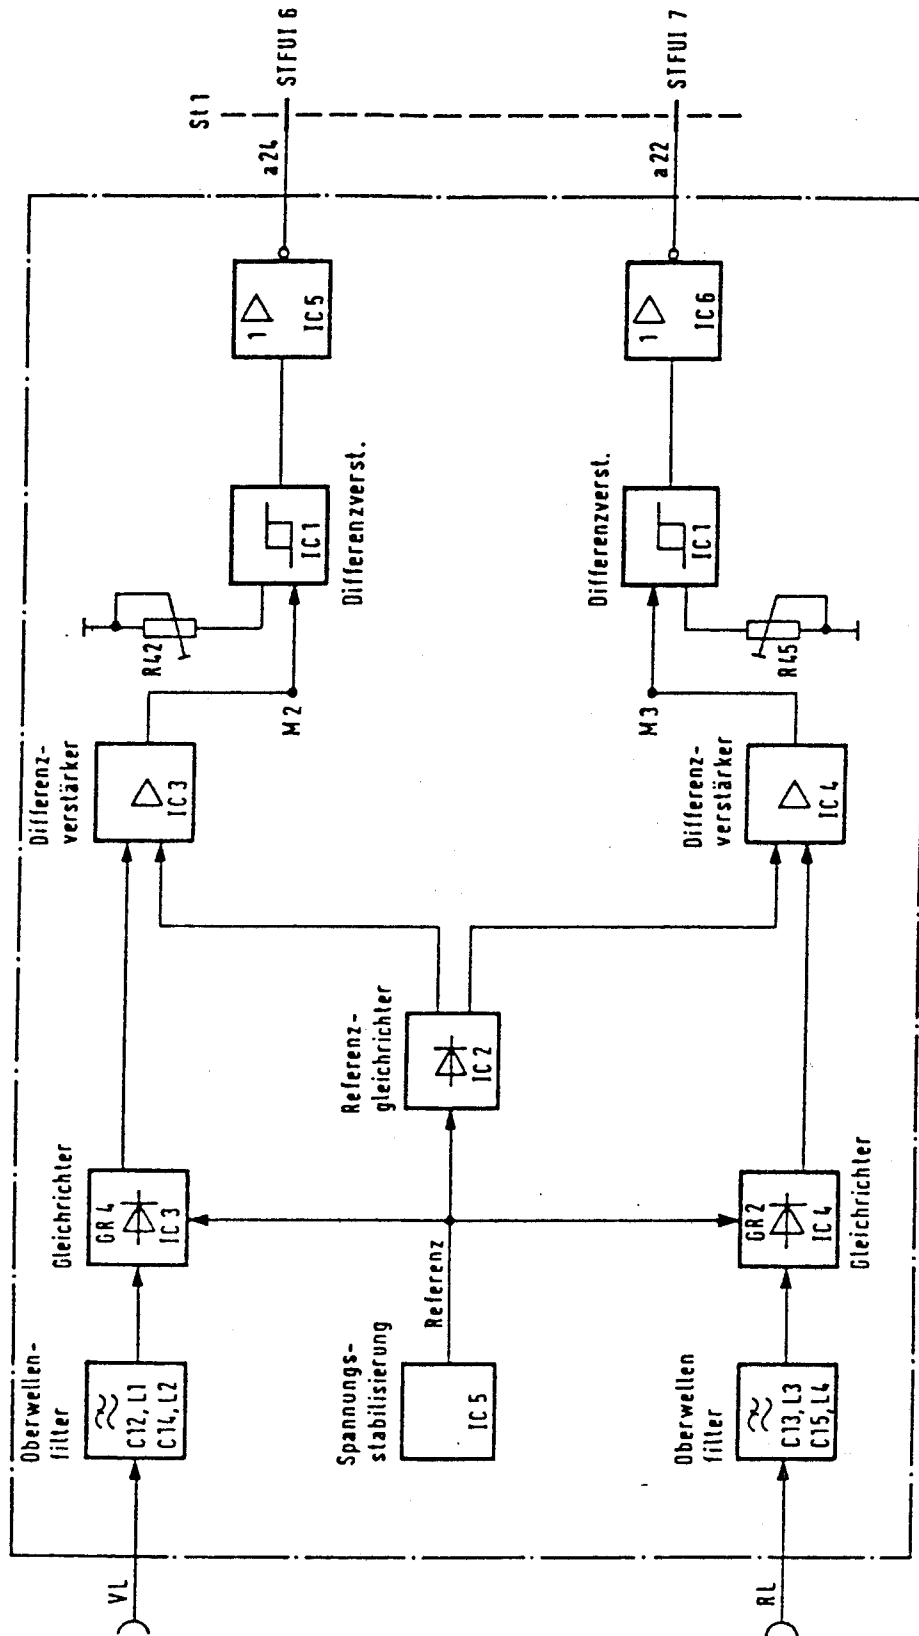 VL
Oberwellen-
filter
C12, L1
C14, L2
Gleichrichter
GR4
IC3
Differenz-
verstärker
IC3
M2
R42
IC1
Differenzverst.
1
IC5
a24
St1
STFUI 6
Spannungs-
stabilisierung
IC5
Referenz
Referenz-
gleichrichter
IC2
RL
Oberwellen
filter
C13, L3
C15, L4
GR2
IC4
Gleichrichter
Differenz-
verstärker
IC4
M3
R45
Differenzverst.
IC1
1
IC6
a22
STFUI 7